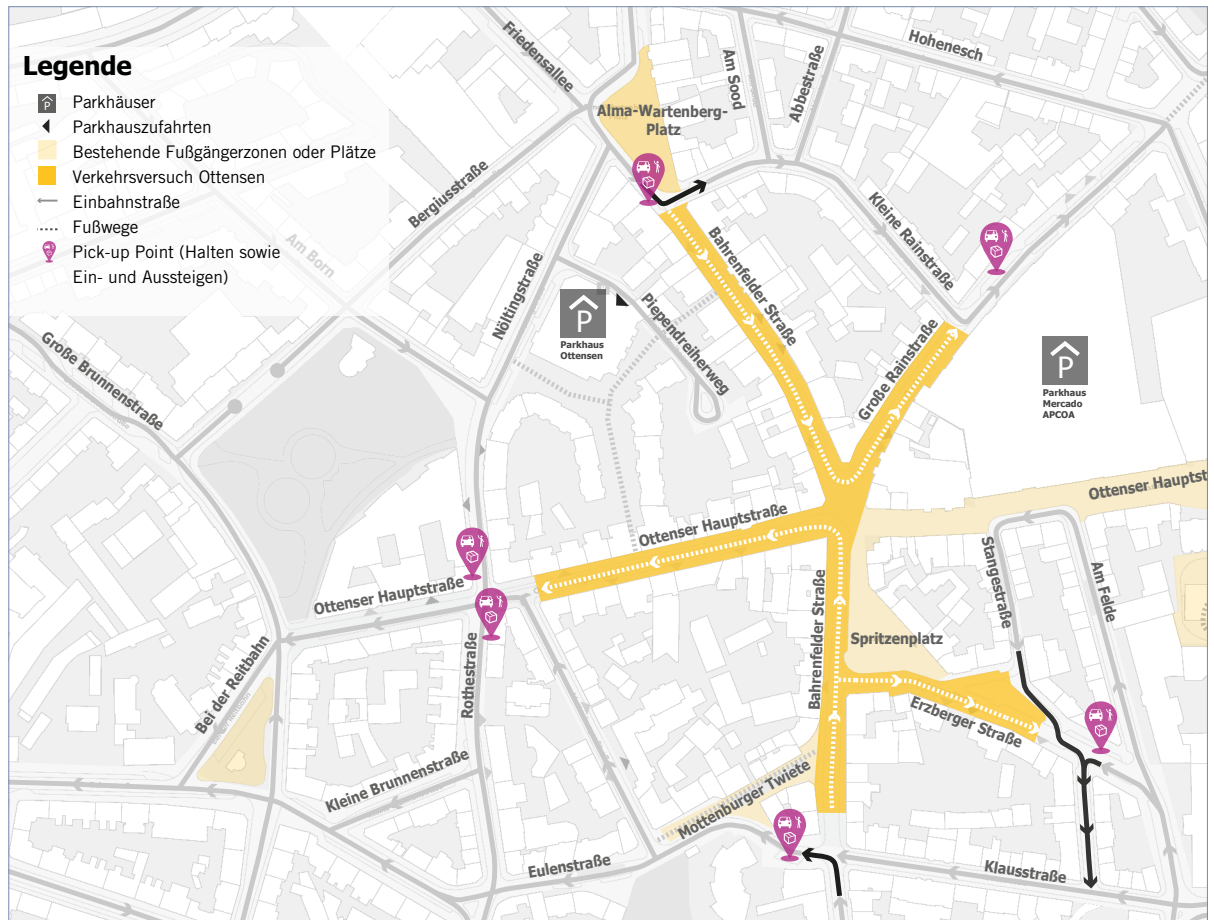 Legende
Parkhäuser
Parkhauszufahrten
Bestehende Fußgängerzonen oder Plätze
Verkehrsversuch Ottensen
Einbahnstraße
Fußwege
Pick-up Point (Halten sowie
Ein- und Aussteigen)
Friedensallee
Hohenesch
Am Sood
Abbestraße
Alma-Wartenberg-
Platz
Bergiusstraße
Am Born
Kleine Rainstraße
Bahrenfelder Straße
Nöltingstraße
Piependreiherweg
P
Parkhaus
Ottensen
Große Brunnenstraße
Große Rainstraße
P
Parkhaus
Mercado
APCOA
Ottenser Hauptst
Ottenser Hauptstraße
Stangestraße
Am Felde
Ottenser Hauptstraße
Bahrenfelder Straße
Spritzenplatz
Bei der Reitbahn
Rothestraße
Erzberger Straße
Kleine Brunnenstraße
Mottenburger Twiete
Eulenstraße
Klausstraße